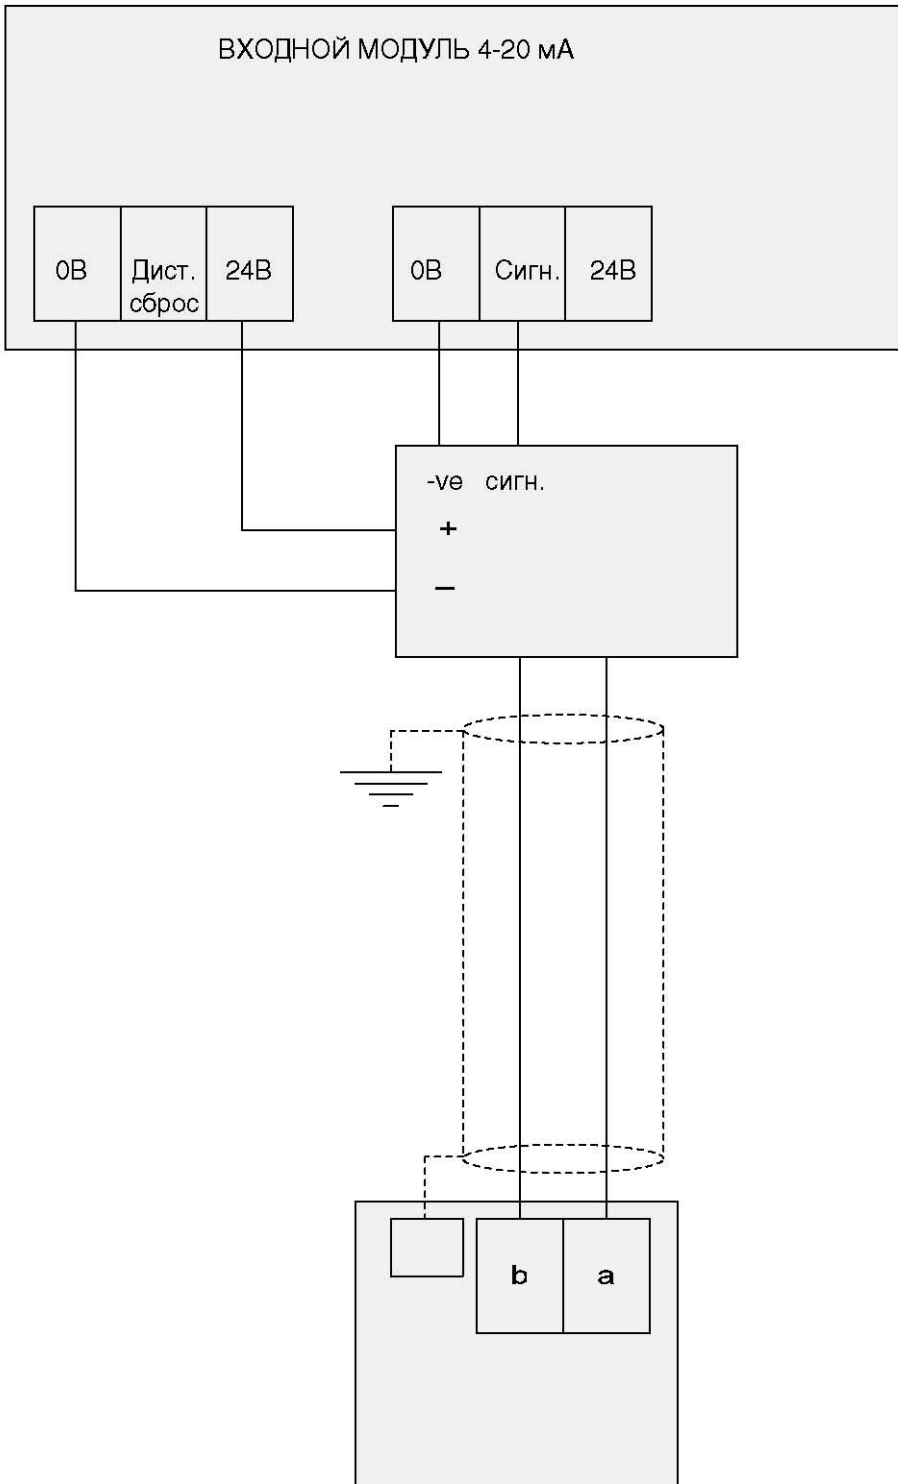 ВХОДНОЙ МОДУЛЬ 4-20 мА
0В Дист. сброс 24В
0В Сигн. 24В
-ve сигн.
+
–
b a